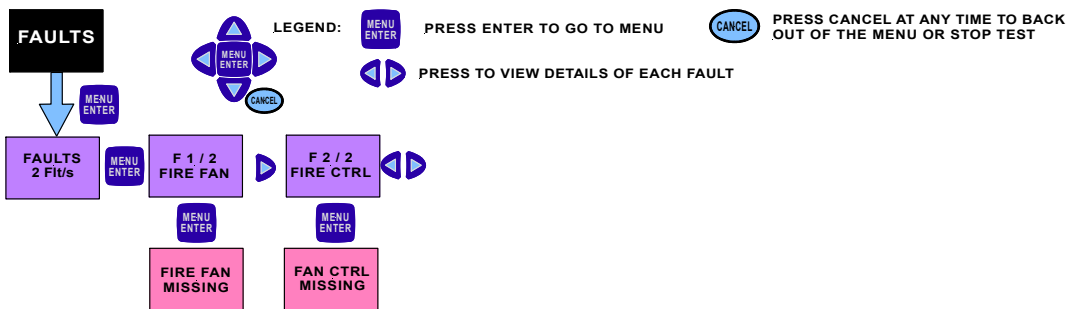 FAULTS
MENU
ENTER
LEGEND:
MENU
ENTER
PRESS ENTER TO GO TO MENU
CANCEL
PRESS CANCEL AT ANY TIME TO BACK
OUT OF THE MENU OR STOP TEST
MENU
ENTER
CANCEL
PRESS TO VIEW DETAILS OF EACH FAULT
FAULTS
2 Flt/s
MENU
ENTER
F 1 / 2
FIRE FAN
F 2 / 2
FIRE CTRL
MENU
ENTER
MENU
ENTER
FIRE FAN
MISSING
FAN CTRL
MISSING